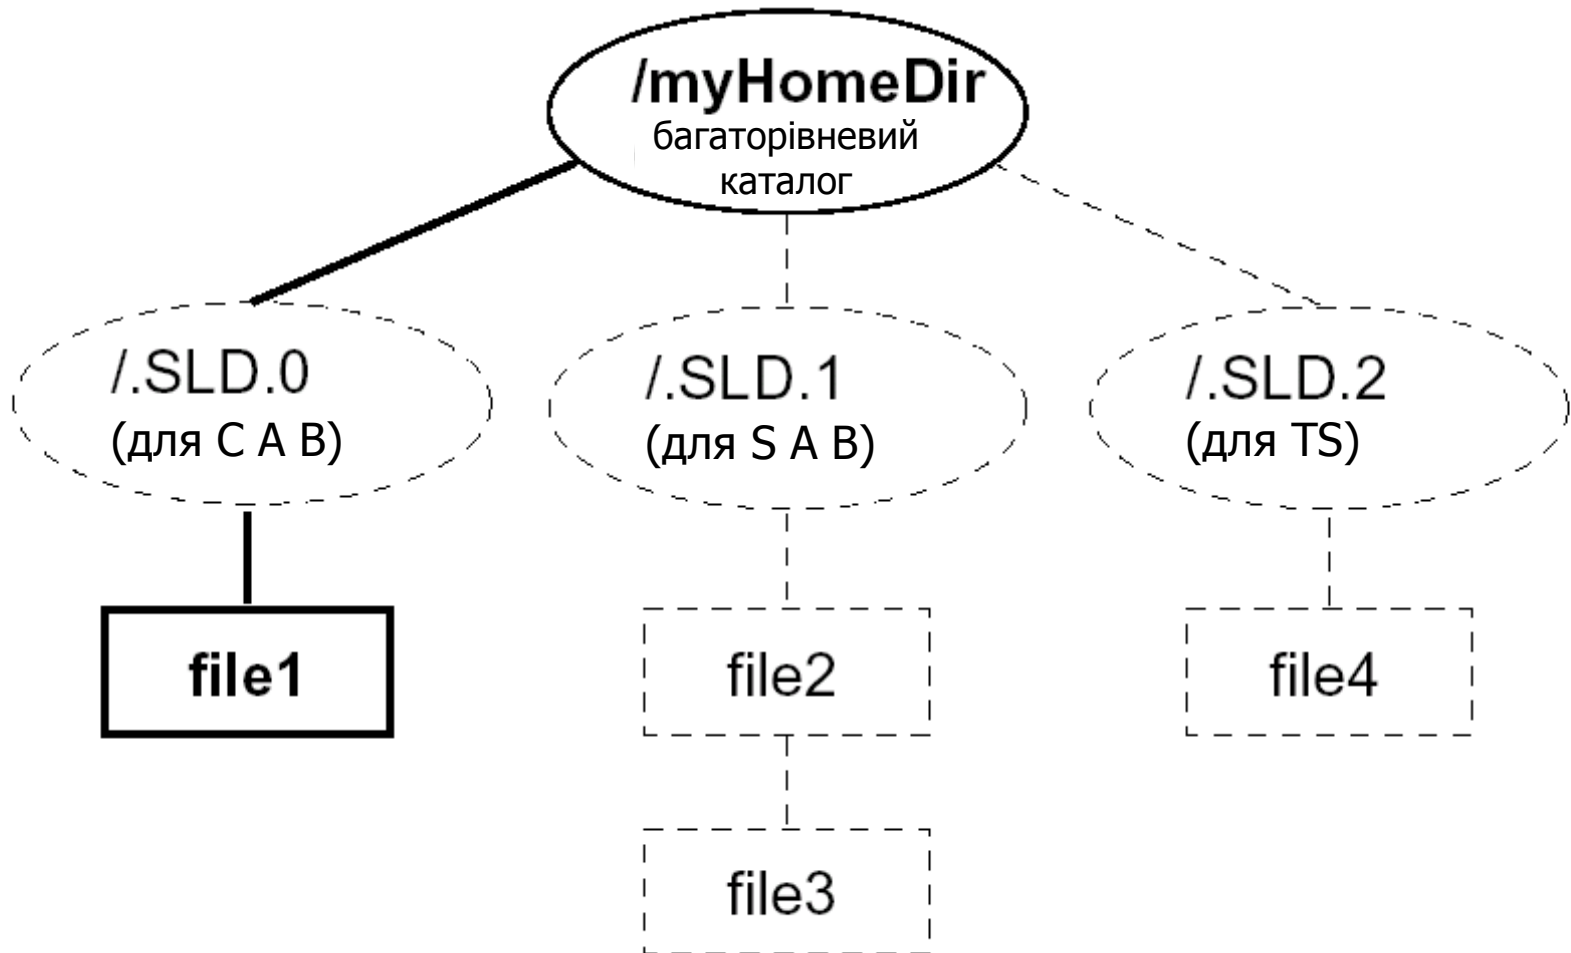 /myHomeDir
багаторівневий
каталог
/.SLD.0
(для C A B)
/.SLD.1
(для S A B)
/.SLD.2
(для TS)
file1
file2
file4
file3